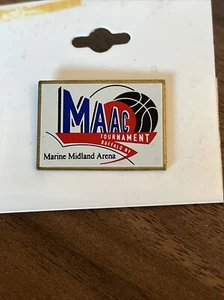 MAAC
TOURNAMENT
BUFFALO NY
Marine Midland Arena